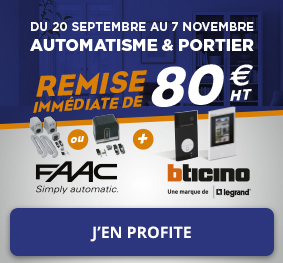 DU 20 SEPTEMBRE AU 7 NOVEMBRE
AUTOMATISME & PORTIER
REMISE
IMMÉDIATE DE
80 € HT
ou
+
FAAC
Simply automatic.
bticino
Une marque de legrand
J'EN PROFITE